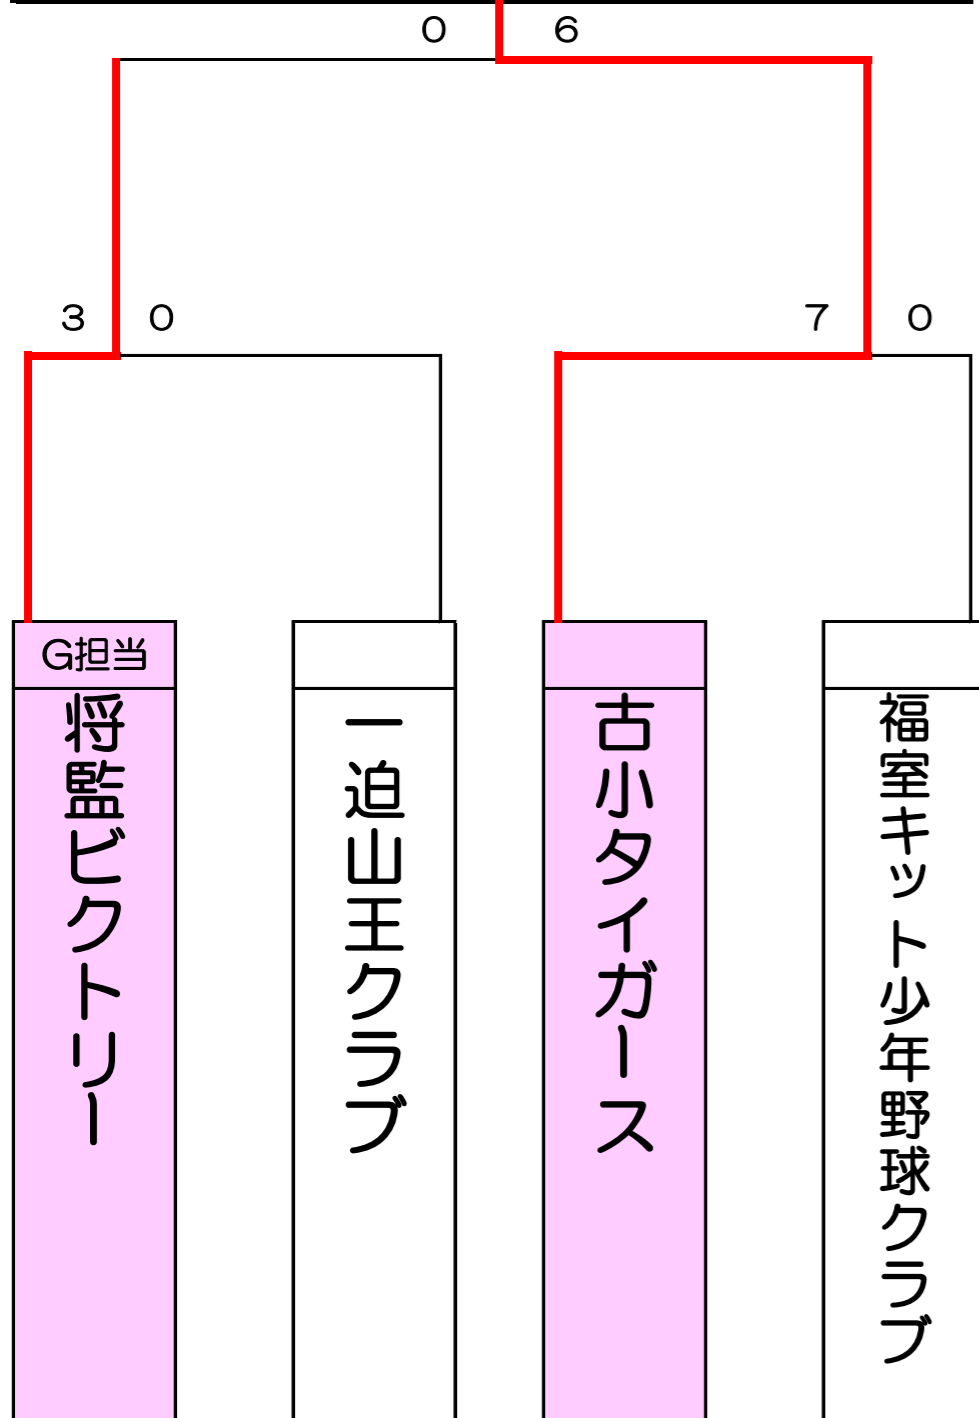 ０ ６
３ ０ ７ ０
G担当
将監ビクトリー
一迫山王クラブ
古小タイガース
福室キット少年野球クラブ